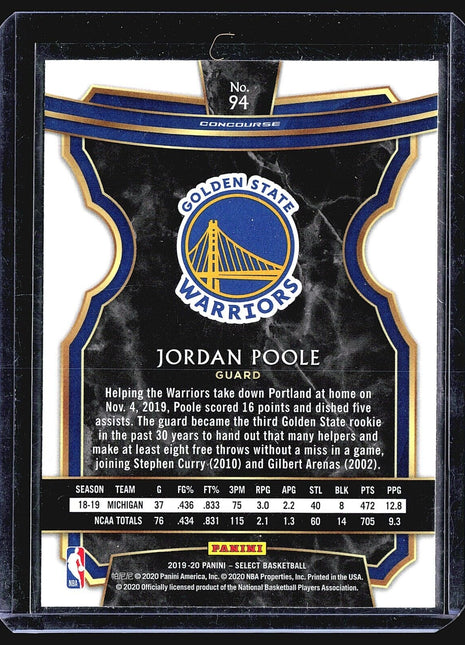 No.
94
CONCOURSE
GOLDEN STATE
WARRIORS
JORDAN POOLE
GUARD
Helping the Warriors take down Portland at home on
Nov. 4, 2019, Poole scored 16 points and dished five
assists. The guard became the third Golden State rookie
in the past 30 years to hand out that many helpers and
make at least eight free throws without a miss in a game,
joining Stephen Curry (2010) and Gilbert Arenas (2002).
SEASON TEAM G FG% FT% 3PM RPG APG STL BLK PTS PPG
18-19 MICHIGAN 37 .436 .833 75 3.0 2.2 40 8 472 12.8
NCAA TOTALS 76 .434 .831 115 2.1 1.3 60 14 705 9.3
PANINI
NBA
2019-20 PANINI – SELECT BASKETBALL
帕尼尼 © 2020 Panini America, Inc. © 2020 NBA Properties, Inc. Printed in the USA.
© 2020 Officially licensed product of the National Basketball Players Association.